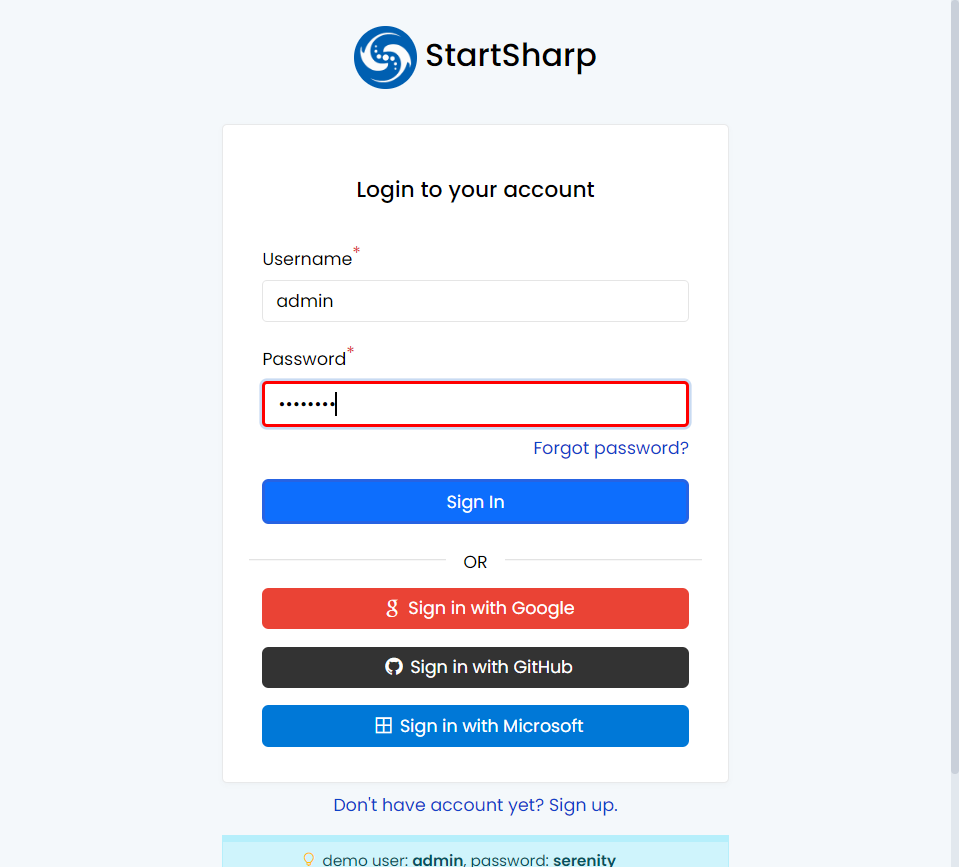 StartSharp
Login to your account
Username*
admin
Password*
••••••••
Forgot password?
Sign In
OR
Sign in with Google
Sign in with GitHub
Sign in with Microsoft
Don't have account yet? Sign up.
demo user: admin, password: serenity